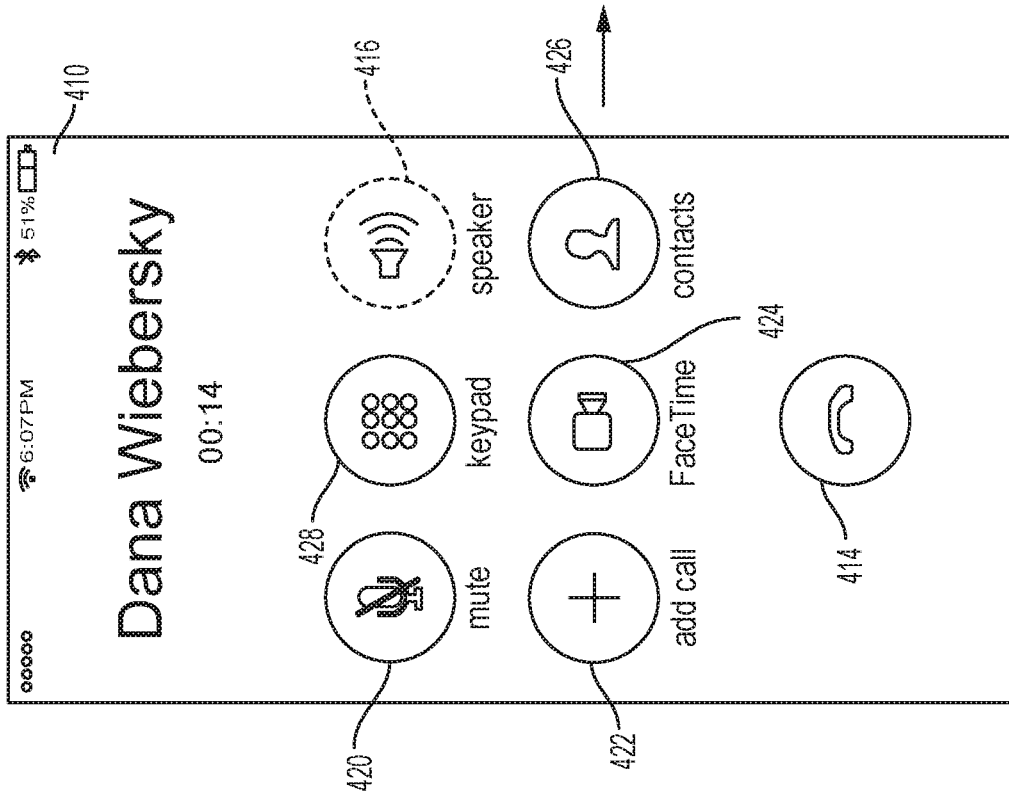 6:07PM 51%
410
Dana Wiebersky
00:14
416
428
420
mute keypad speaker
426
422
424
add call FaceTime contacts
414